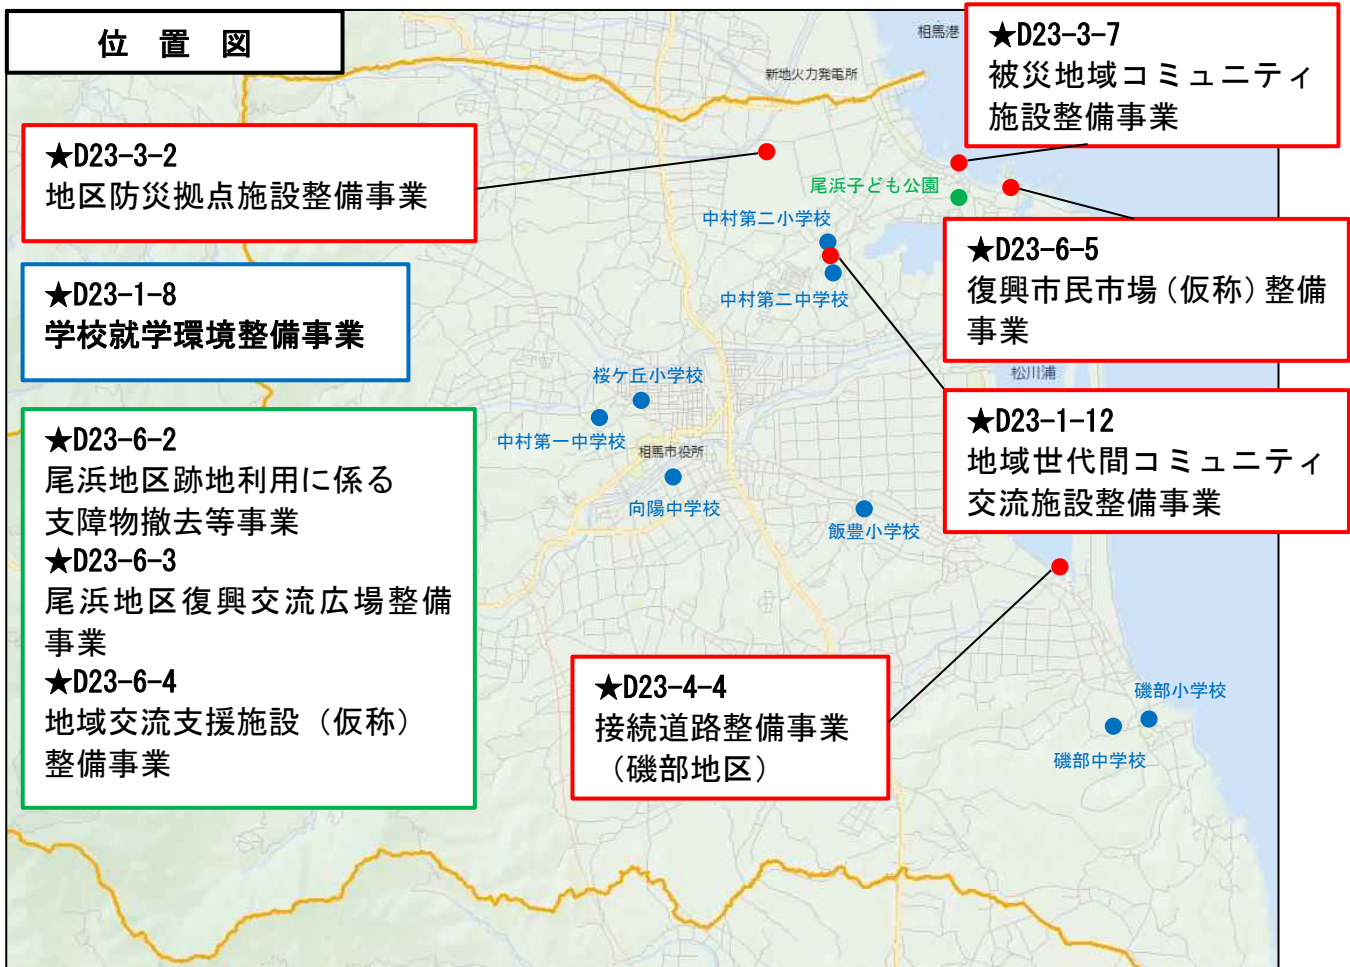 位 置 図
相馬港
新地火力発電所
★D23-3-7
被災地域コミュニティ
施設整備事業
★D23-3-2
地区防災拠点施設整備事業
尾浜子ども公園
中村第二小学校
中村第二中学校
★D23-6-5
復興市民市場(仮称)整備
事業
★D23-1-8
学校就学環境整備事業
松川浦
桜ケ丘小学校
中村第一中学校
相馬市役所
向陽中学校
飯豊小学校
★D23-1-12
地域世代間コミュニティ
交流施設整備事業
★D23-6-2
尾浜地区跡地利用に係る
支障物撤去等事業
★D23-6-3
尾浜地区復興交流広場整備
事業
★D23-6-4
地域交流支援施設(仮称)
整備事業
★D23-4-4
接続道路整備事業
(磯部地区)
磯部小学校
磯部中学校